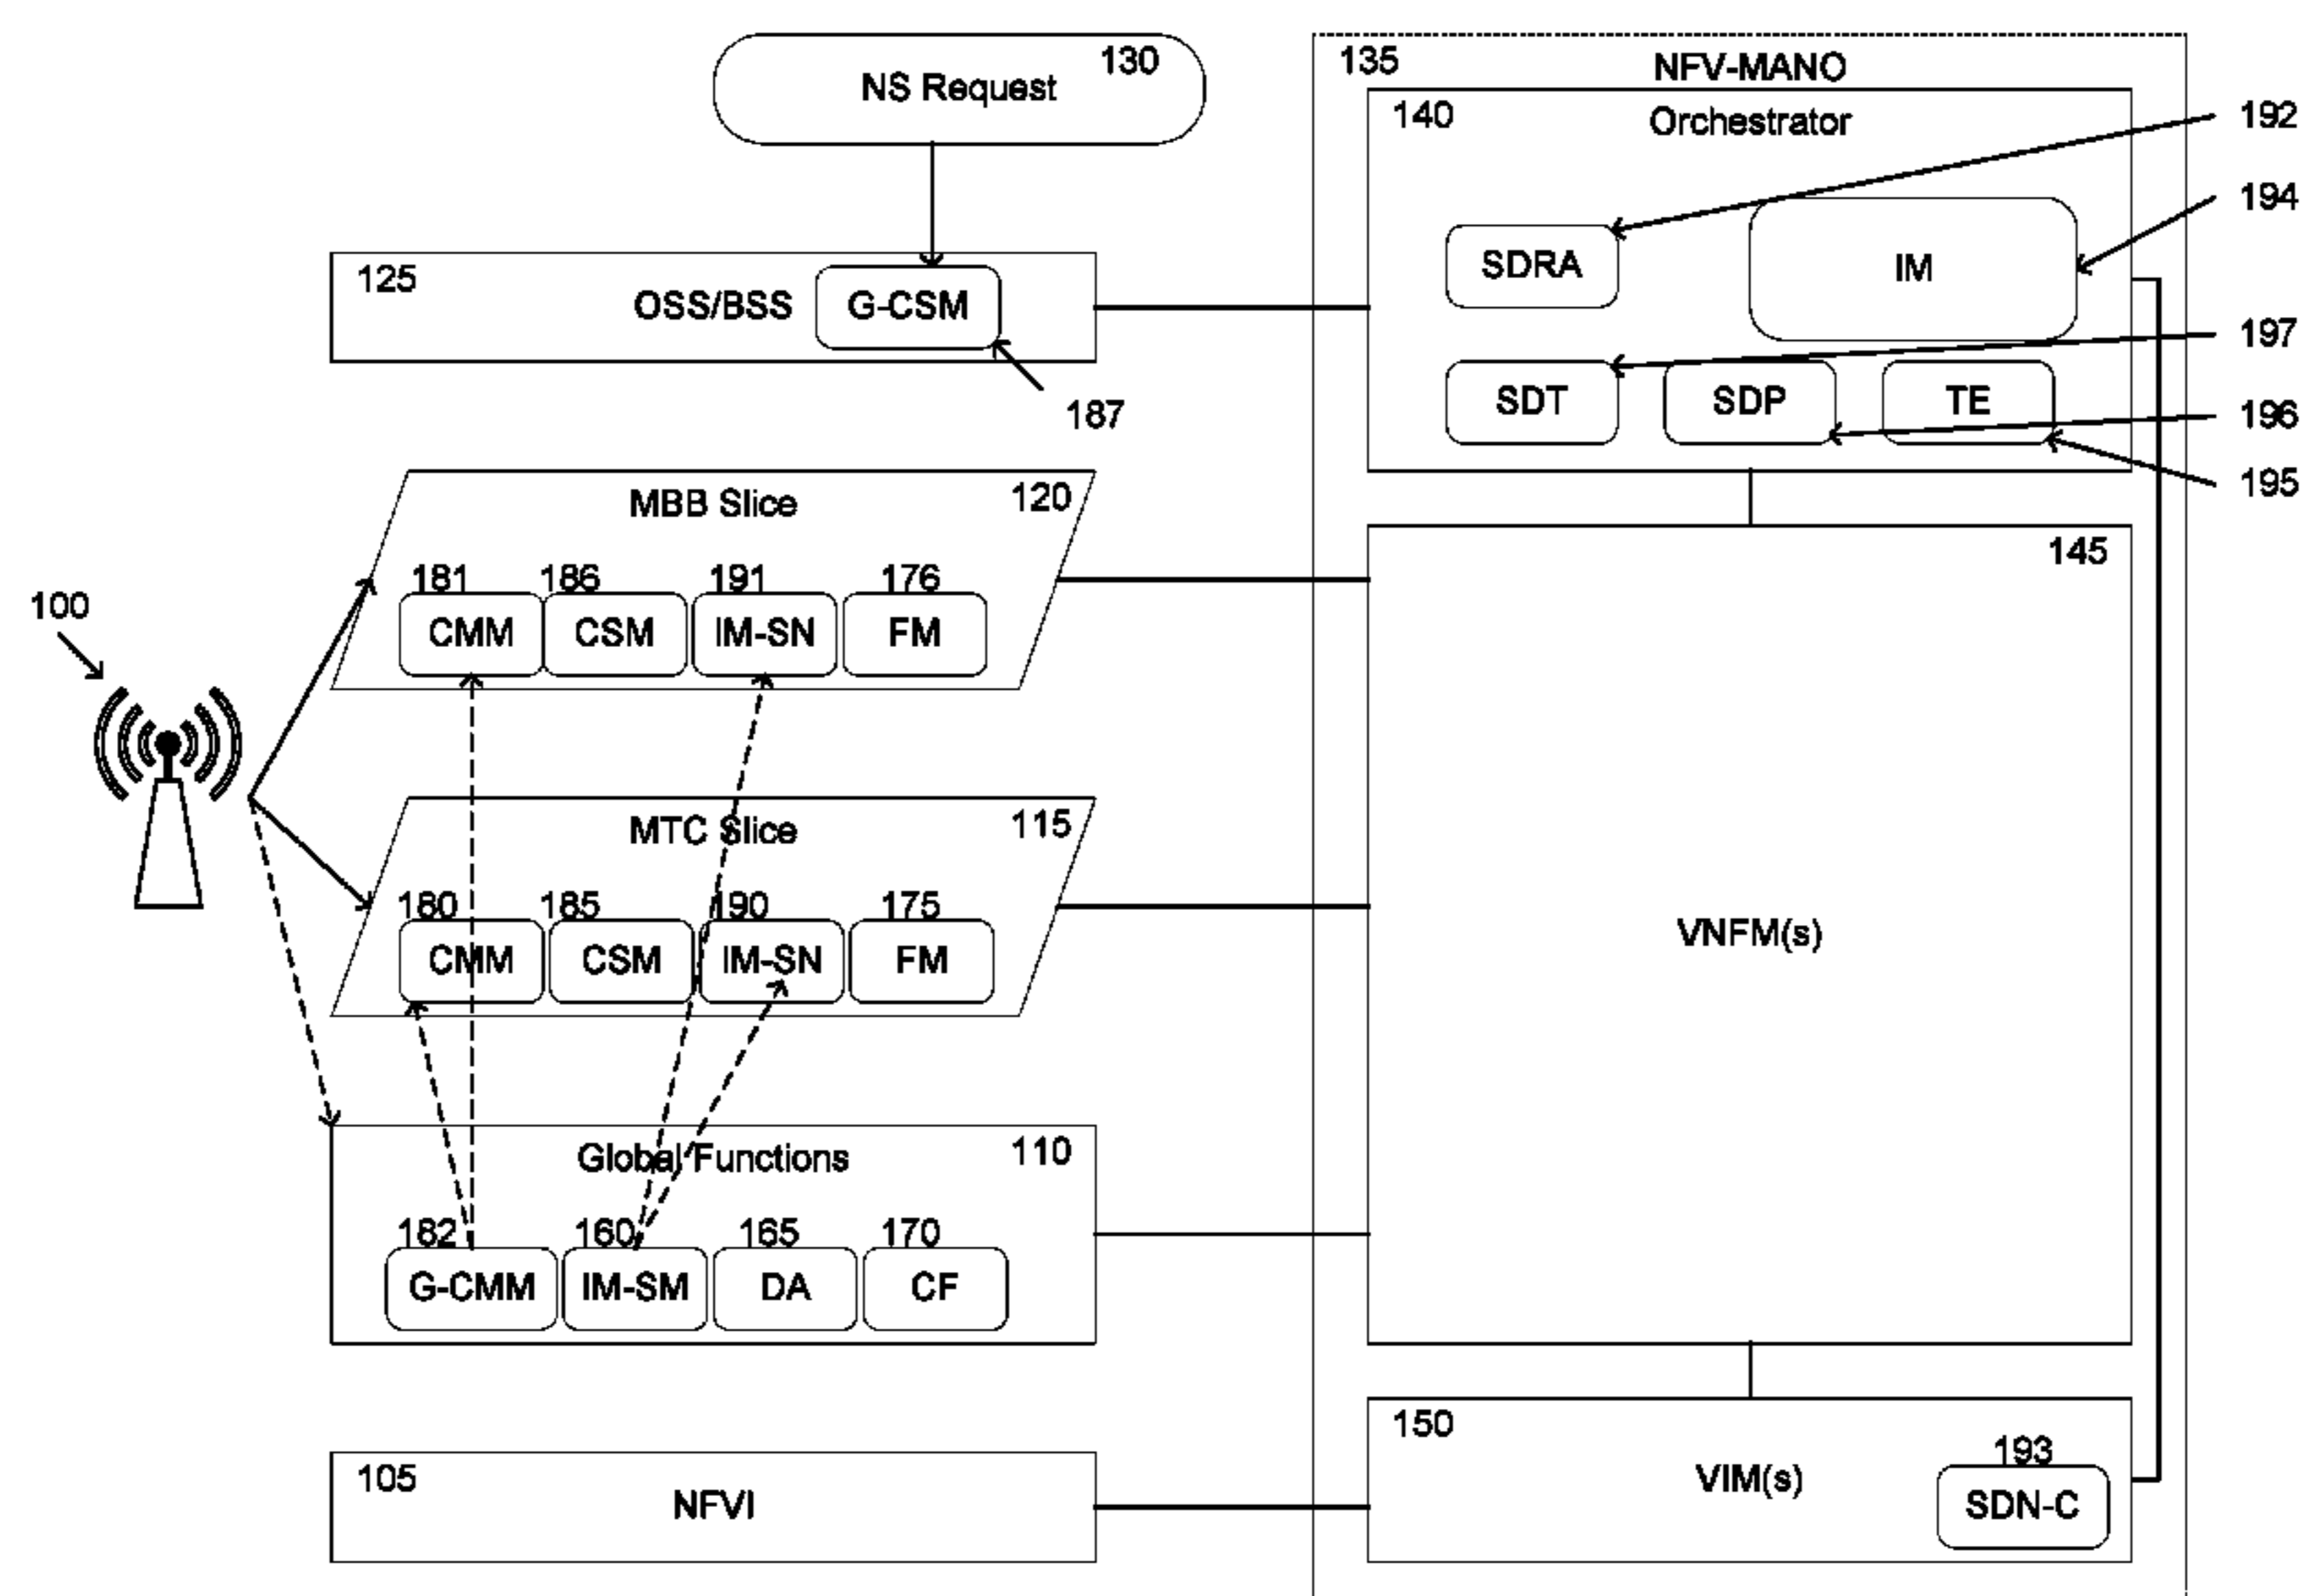 130
NS Request
135
NFV-MANO
140
Orchestrator
192
194
SDRA
IM
197
SDT
SDP
TE
196
195
125
OSS/BSS
G-CSM
187
MBB Slice
120
181
186
191
176
CMM
CSM
IM-SN
FM
145
VNFM(s)
100
MTC Slice
115
180
185
190
175
CMM
CSM
IM-SN
FM
Global Functions
110
182
160
165
170
G-CMM
IM-SM
DA
CF
150
VIM(s)
193
SDN-C
105
NFVI